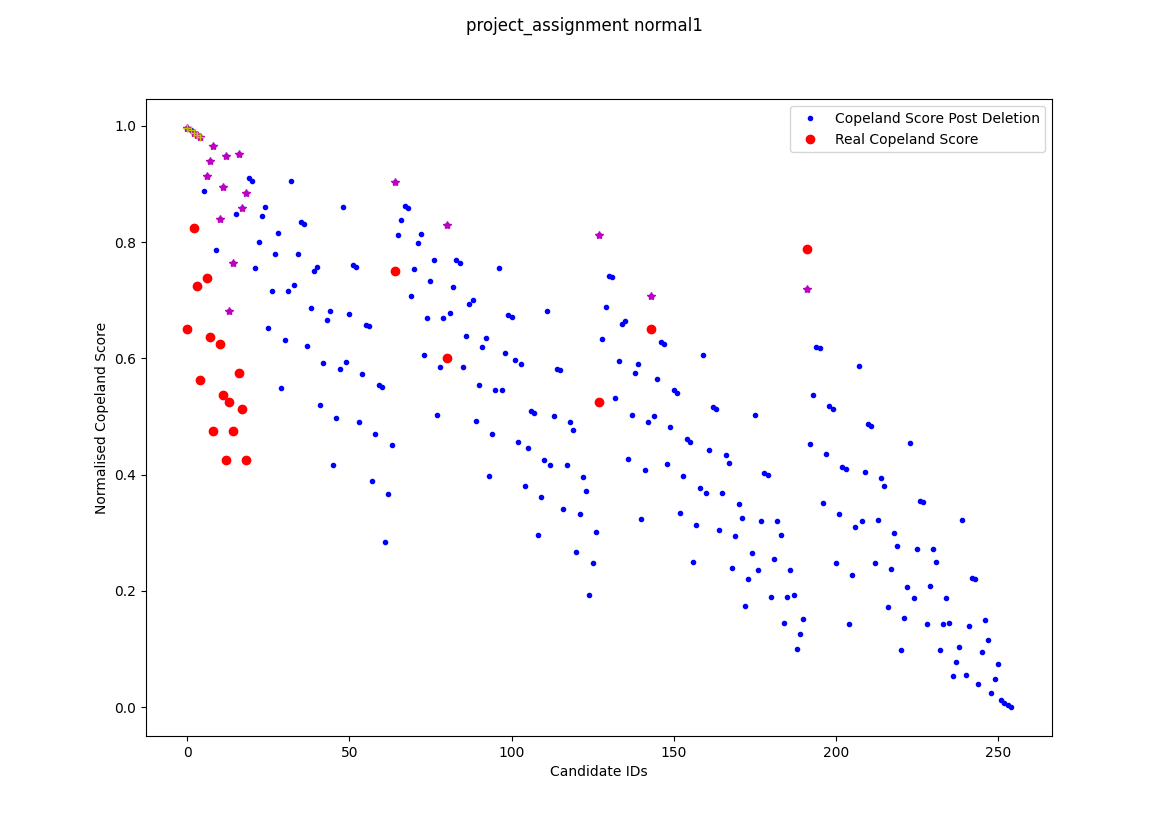 project_assignment normal1
Copeland Score Post Deletion
Real Copeland Score
1.0
0.8
0.6
0.4
0.2
0.0
Normalised Copeland Score
0 50 100 150 200 250
Candidate IDs